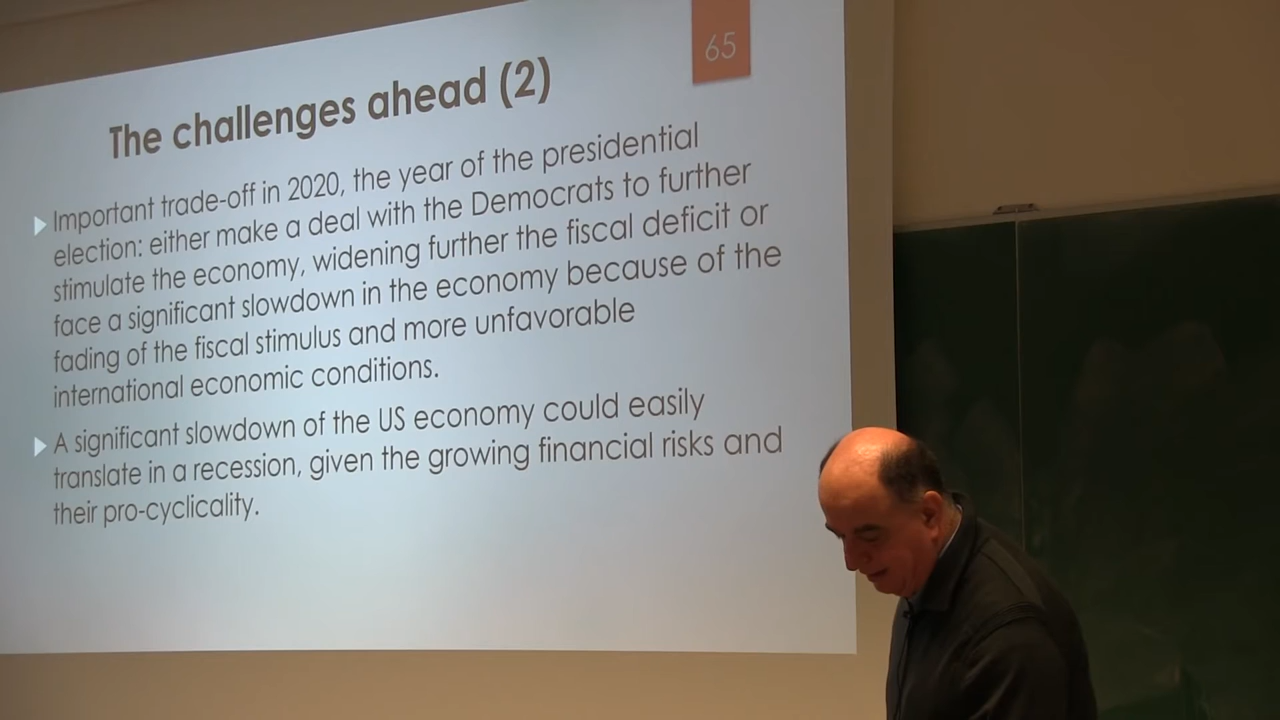 65
The challenges ahead (2)
Important trade-off in 2020, the year of the presidential
election: either make a deal with the Democrats to further
stimulate the economy, widening further the fiscal deficit or
face a significant slowdown in the economy because of the
fading of the fiscal stimulus and more unfavorable
international economic conditions.
A significant slowdown of the US economy could easily
translate in a recession, given the growing financial risks and
their pro-cyclicality.